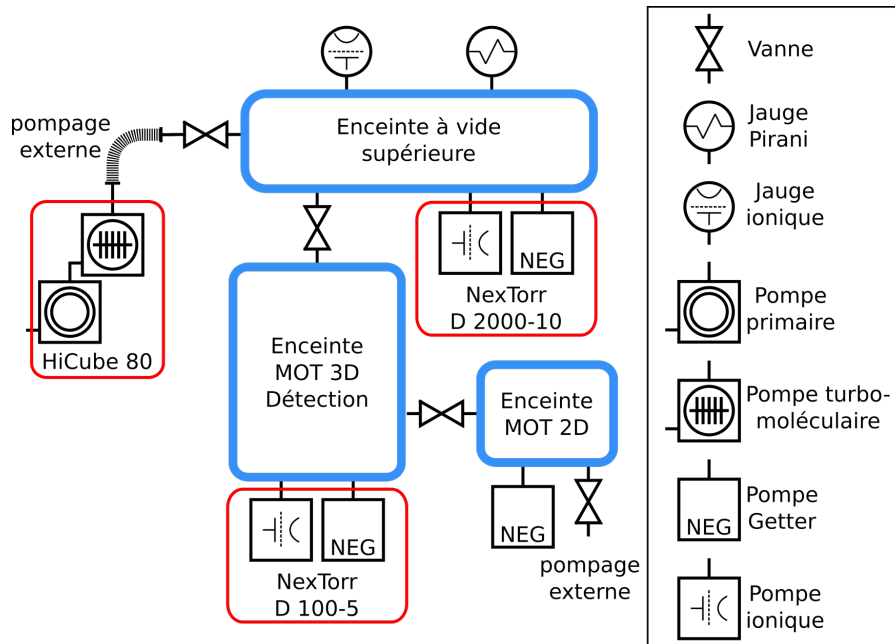 pompage
externe
HiCube 80
Enceinte à vide
supérieure
NEG
NexTorr
D 2000-10
Enceinte
MOT 3D
Détection
NEG
NexTorr
D 100-5
Enceinte
MOT 2D
NEG
pompage
externe
Vanne
Jauge
Pirani
Jauge
ionique
Pompe
primaire
Pompe turbo-
moléculaire
NEG
Pompe
Getter
Pompe
ionique